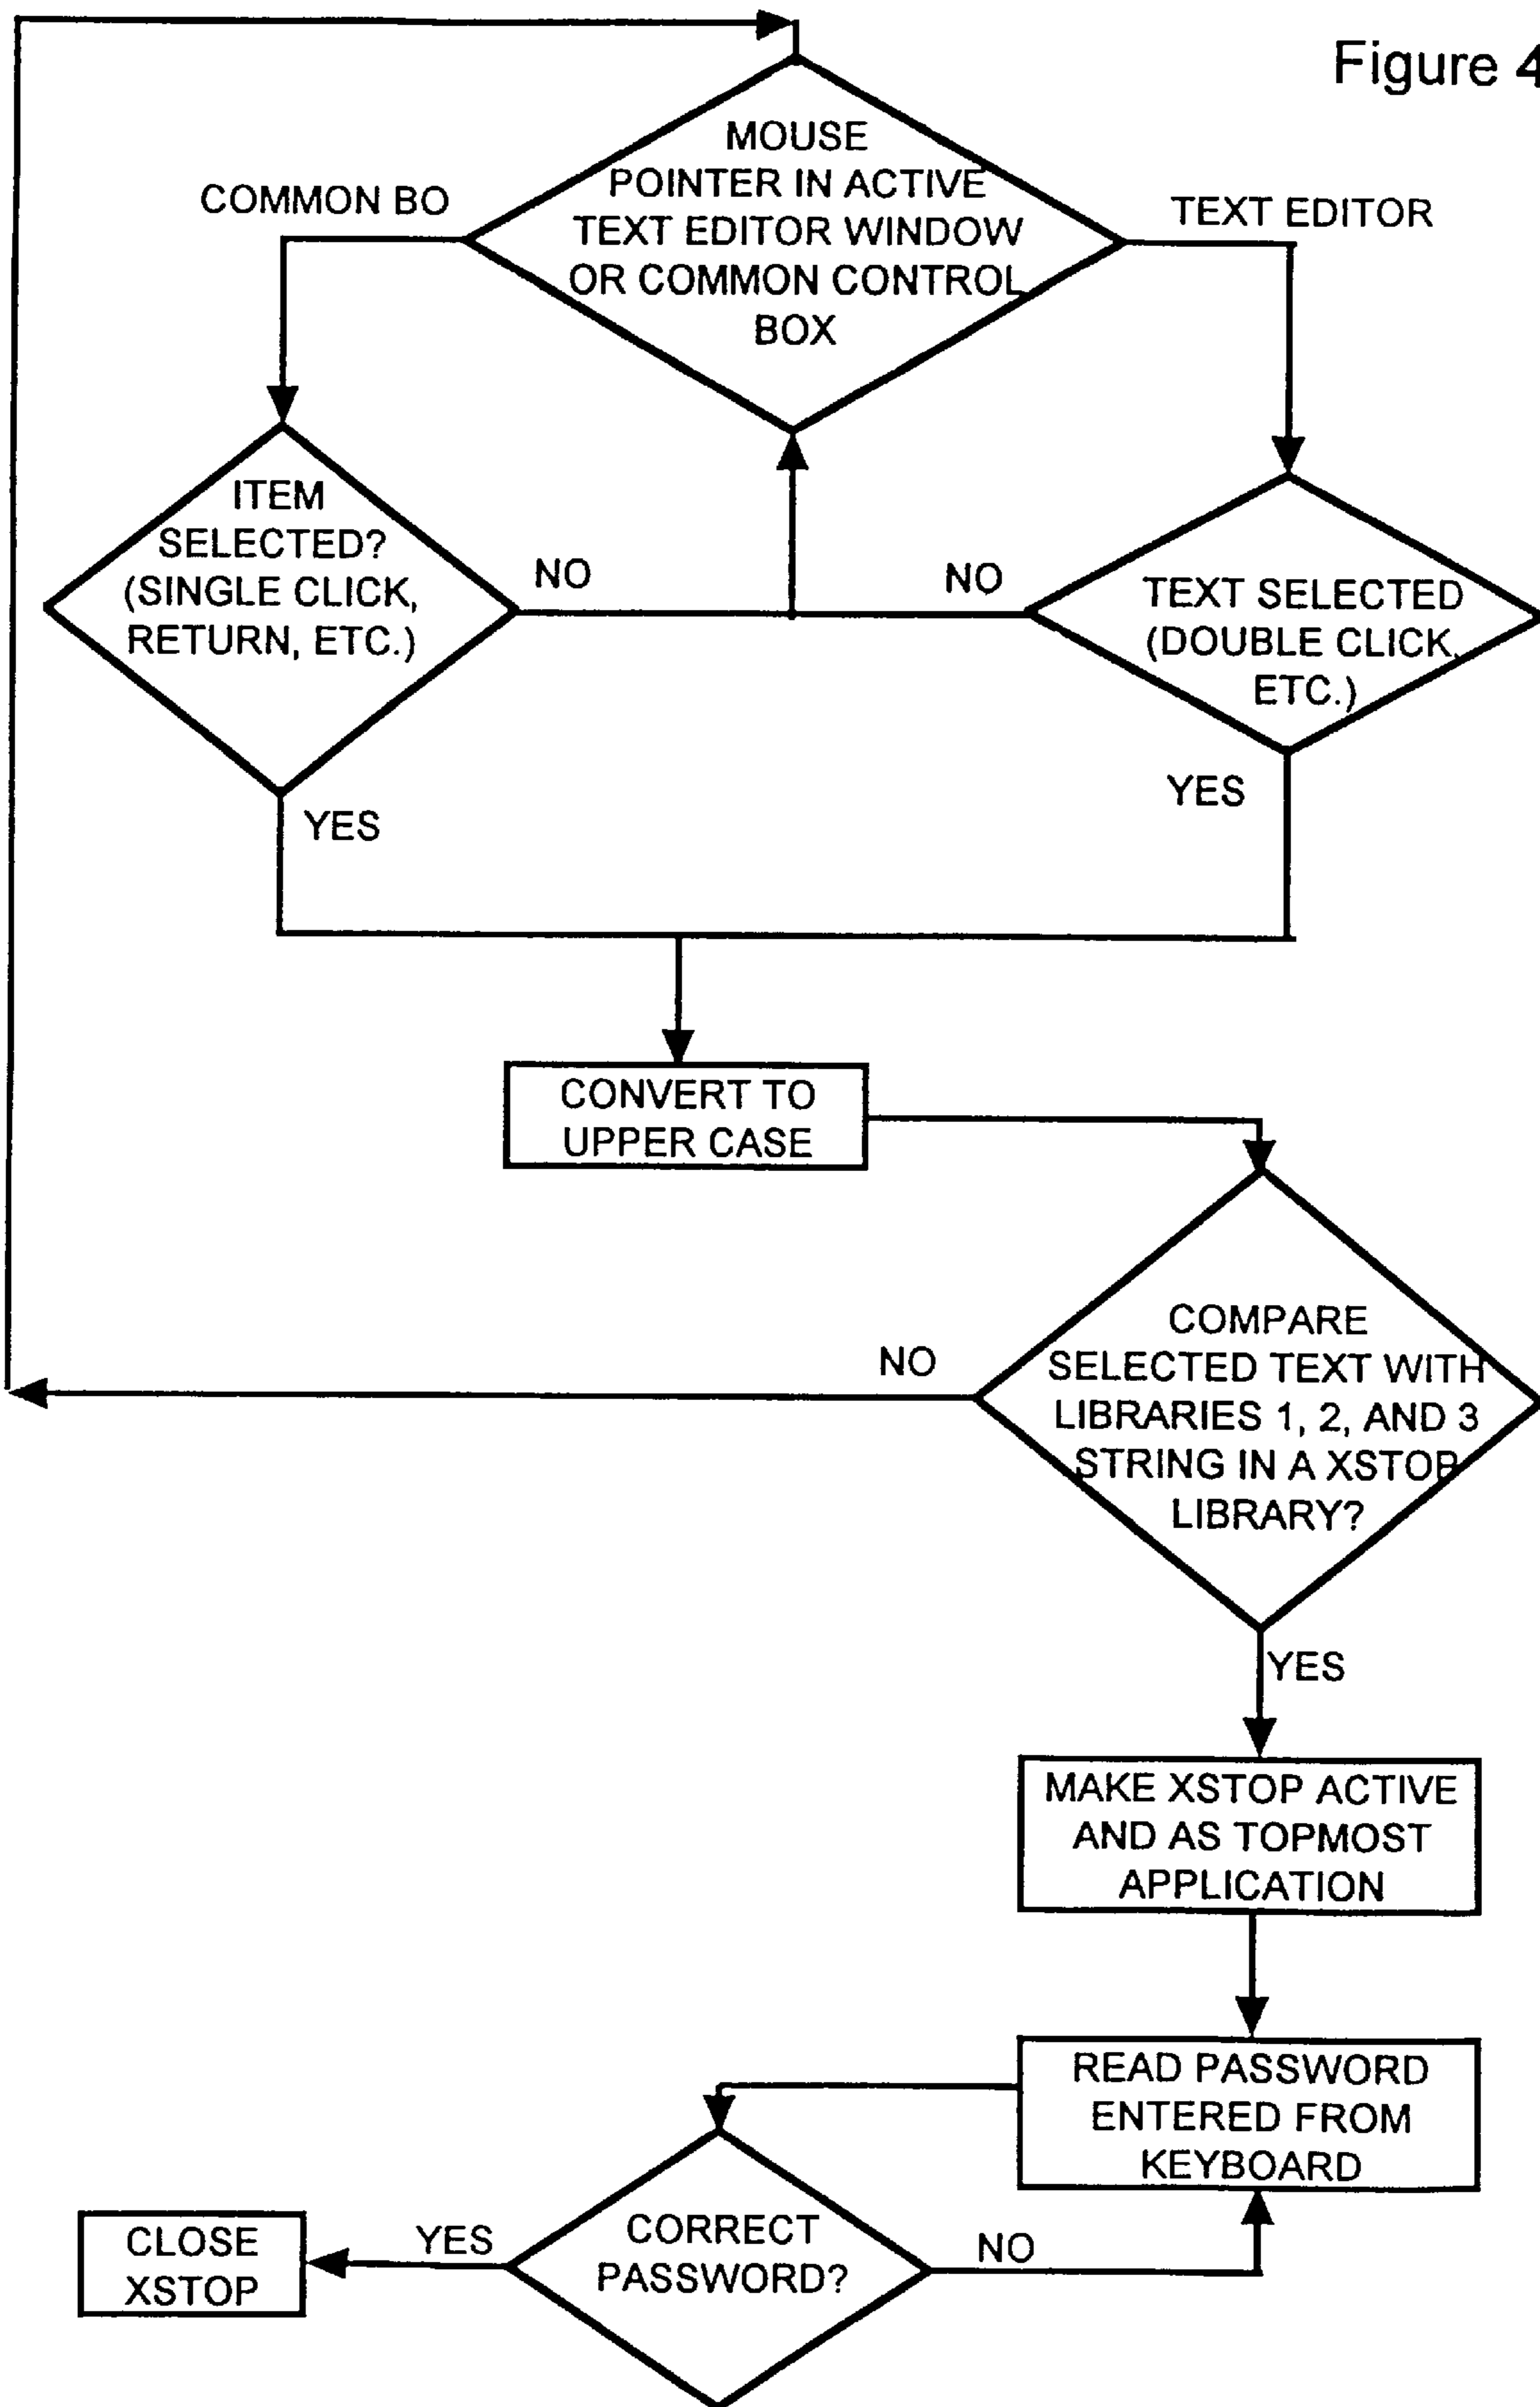 Figure 4
MOUSE
POINTER IN ACTIVE
TEXT EDITOR WINDOW
OR COMMON CONTROL
BOX
COMMON BO
TEXT EDITOR
ITEM
SELECTED?
(SINGLE CLICK,
RETURN, ETC.)
NO
NO
TEXT SELECTED
(DOUBLE CLICK,
ETC.)
YES
YES
CONVERT TO
UPPER CASE
COMPARE
SELECTED TEXT WITH
LIBRARIES 1, 2, AND 3
STRING IN A XSTOP
LIBRARY?
NO
YES
MAKE XSTOP ACTIVE
AND AS TOPMOST
APPLICATION
READ PASSWORD
ENTERED FROM
KEYBOARD
CORRECT
PASSWORD?
YES
NO
CLOSE
XSTOP